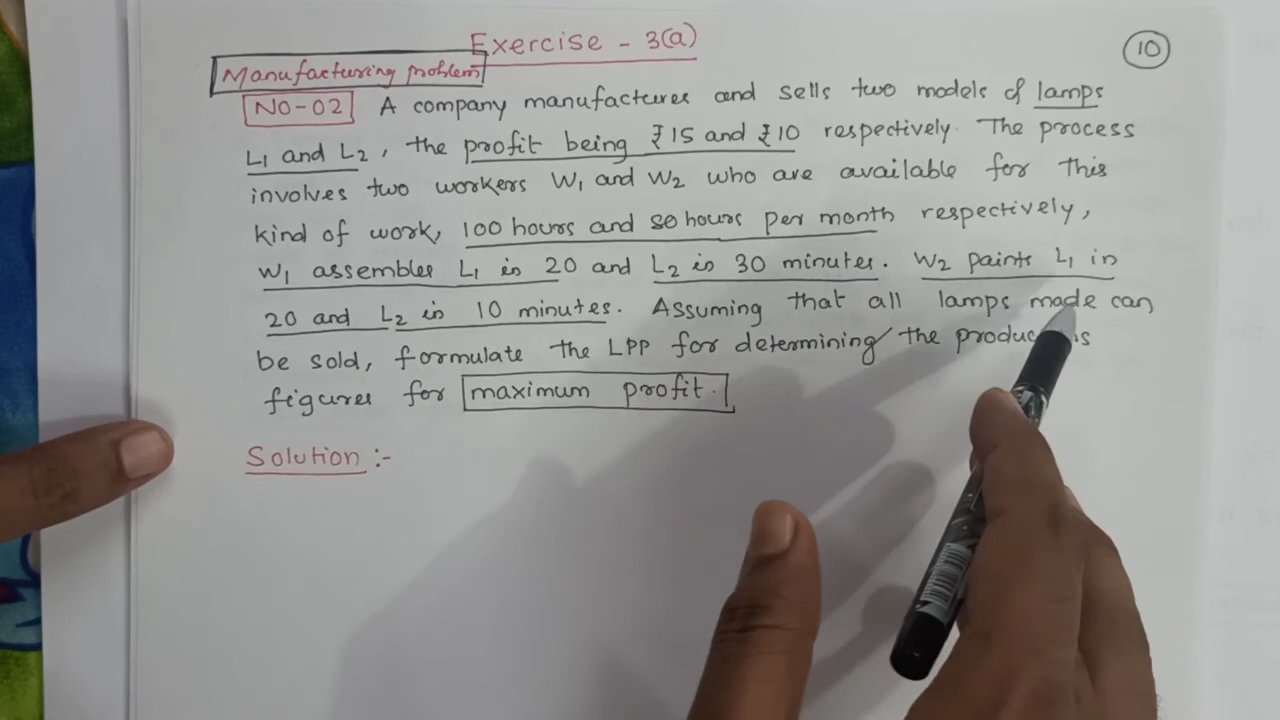 Exercise - 3(a)
10
Manufacturing problem
NO-02 A company manufactures and sells two models of lamps
L₁ and L₂, the profit being ₹15 and ₹10 respectively. The process
involves two workers W₁ and W₂ who are available for this
kind of work, 100 hours and 80 hours per month respectively,
W₁ assembles L₁ in 20 and L₂ in 30 minutes. W₂ paints L₁ in
20 and L₂ in 10 minutes. Assuming that all lamps made can
be sold, formulate the LPP for determining the
figures for maximum profit.
Solution :-